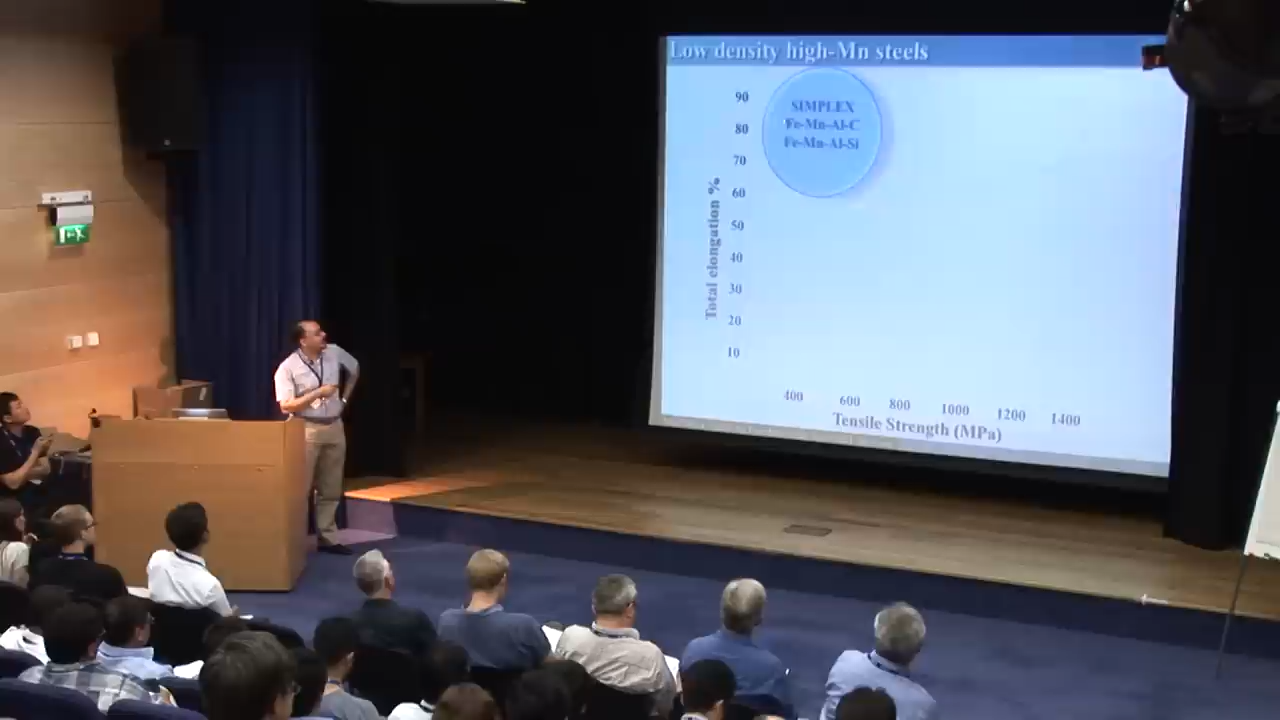 Low density high-Mn steels
SIMPLEX
Fe-Mn-Al-C
Fe-Mn-Al-Si
Total elongation %
90
80
70
60
50
40
30
20
10
400 600 800 1000 1200 1400
Tensile Strength (MPa)